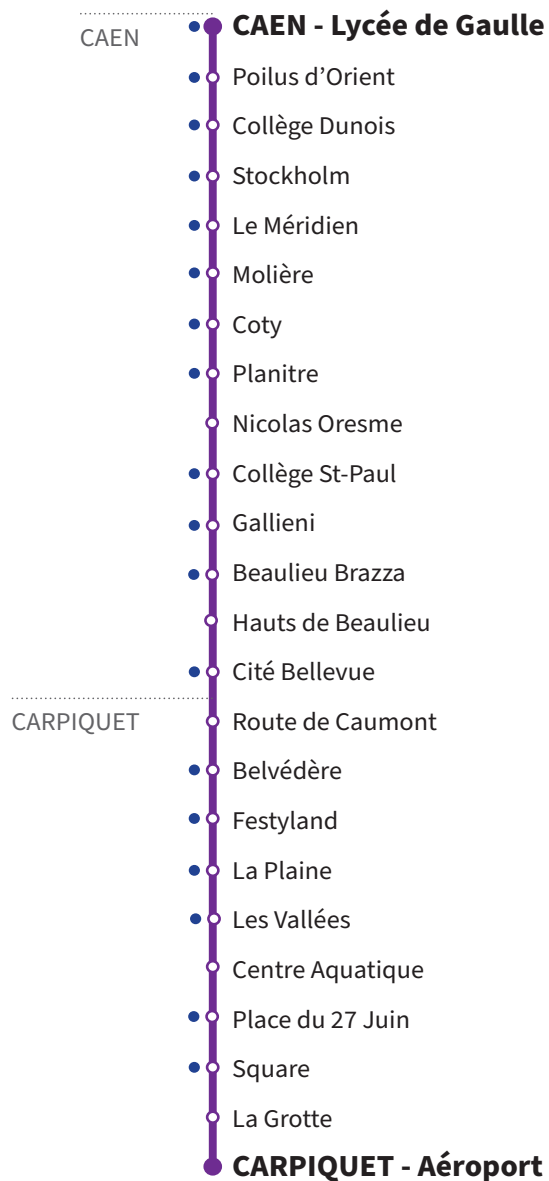 CAEN
CAEN - Lycée de Gaulle
Poilus d’Orient
Collège Dunois
Stockholm
Le Méridien
Molière
Coty
Planitre
Nicolas Oresme
Collège St-Paul
Gallieni
Beaulieu Brazza
Hauts de Beaulieu
Cité Bellevue
CARPIQUET
Route de Caumont
Belvédère
Festyland
La Plaine
Les Vallées
Centre Aquatique
Place du 27 Juin
Square
La Grotte
CARPIQUET - Aéroport